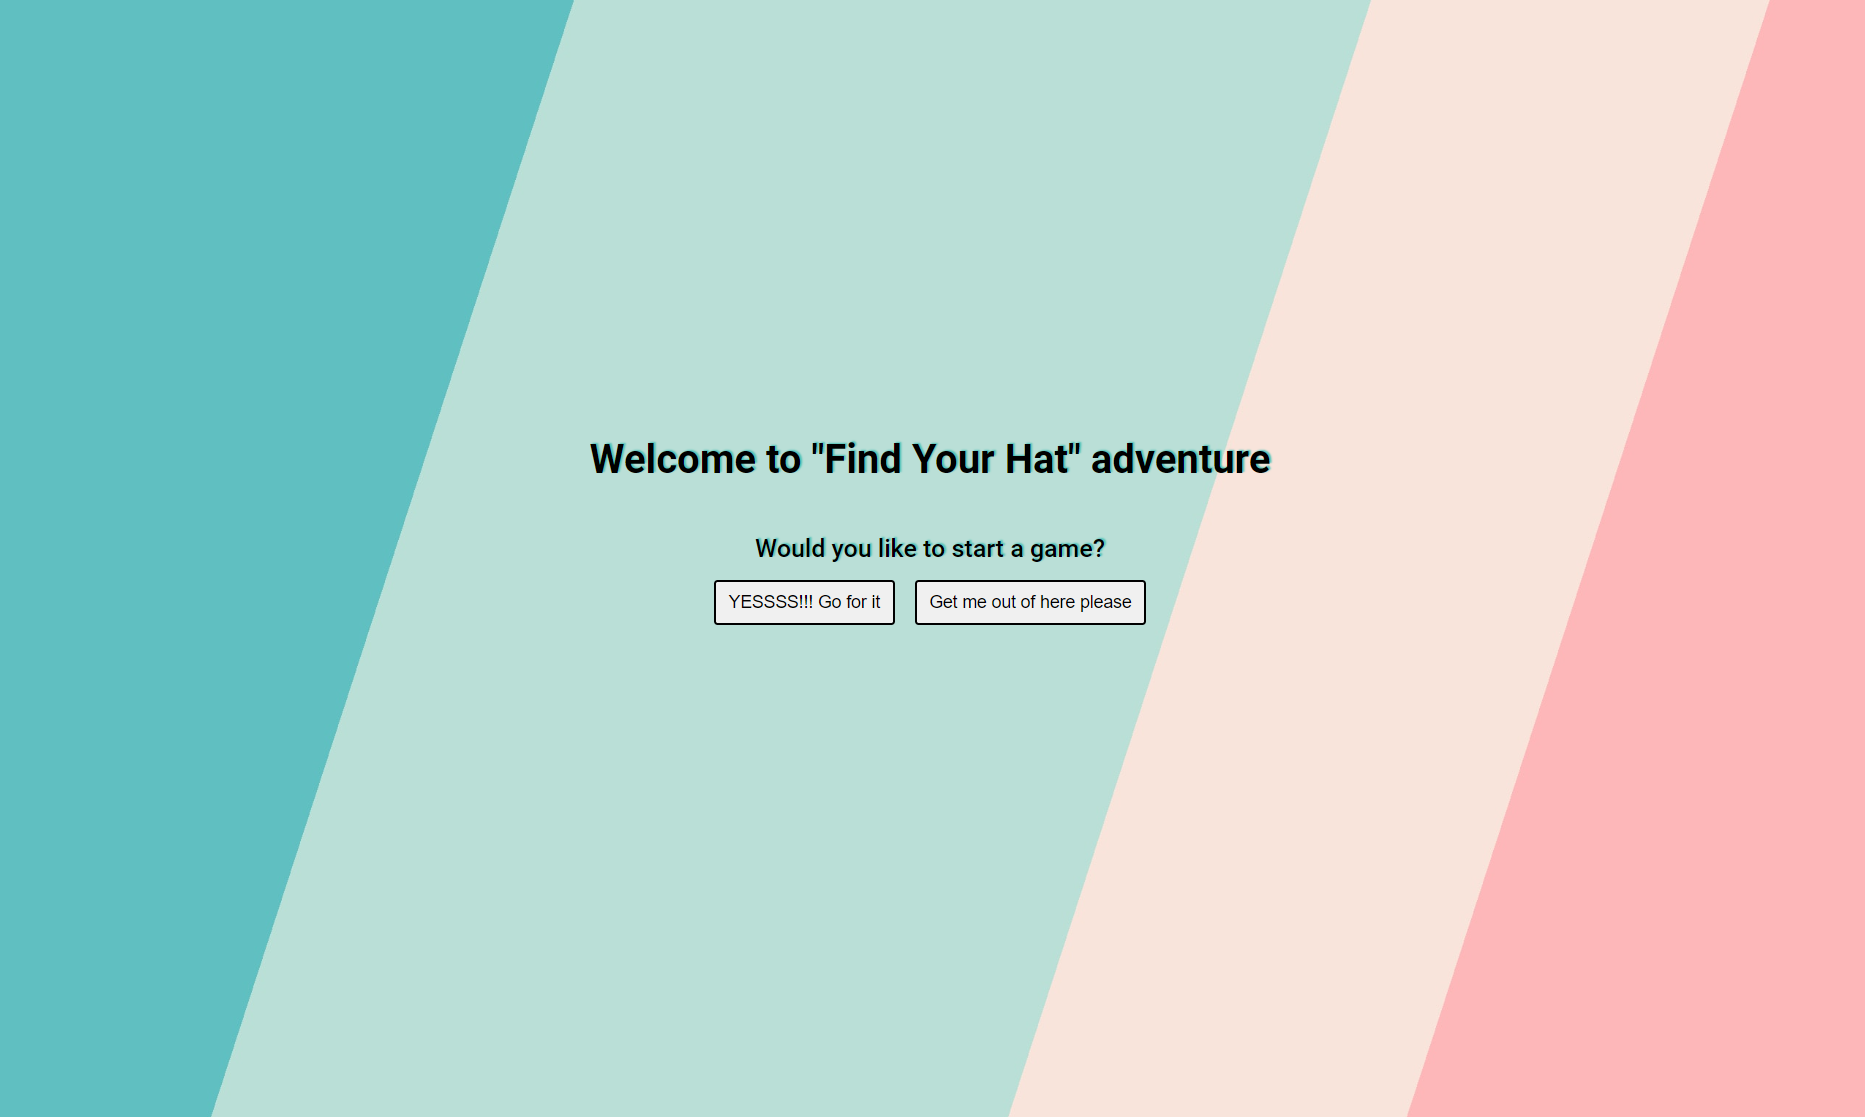 Welcome to "Find Your Hat" adventure
Would you like to start a game?
YESSSS!!! Go for it
Get me out of here please